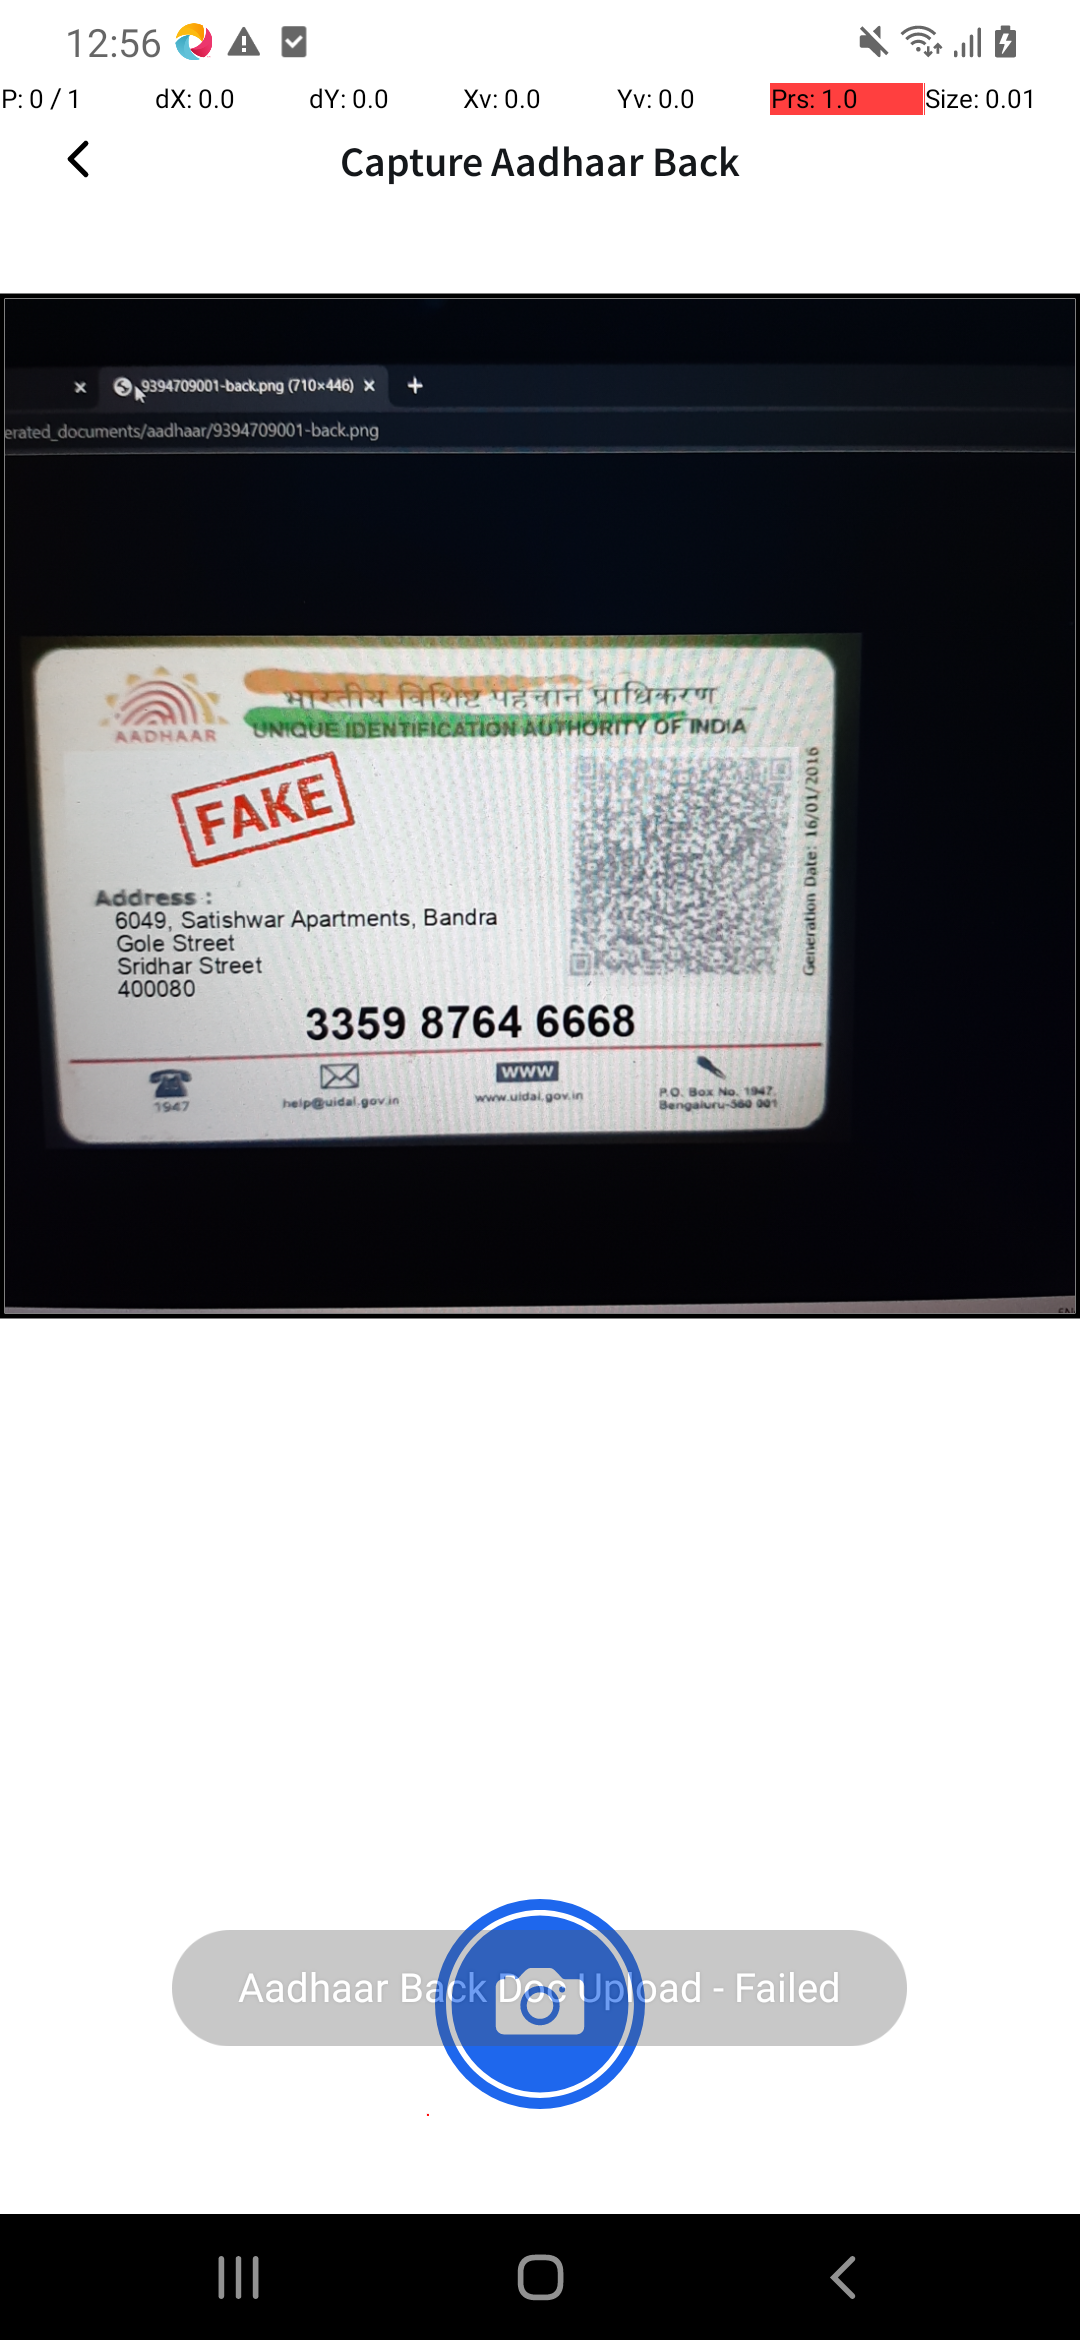 12:56
P: 0 / 1 dX: 0.0 dY: 0.0 Xv: 0.0 Yv: 0.0 Prs: 1.0 Size: 0.01
Capture Aadhaar Back
9394709001-back.png (710×446)
erated_documents/aadhaar/9394709001-back.png
भारतीय विशिष्ट पहचान प्राधिकरण
UNIQUE IDENTIFICATION AUTHORITY OF INDIA
AADHAAR
FAKE
Generation Date: 16/01/2016
Address :
6049, Satishwar Apartments, Bandra
Gole Street
Sridhar Street
400080
3359 8764 6668
1947
help@uidai.gov.in
www
www.uidai.gov.in
P.O. Box No. 1947,
Bengaluru-560 001
Aadhaar Back Doc Upload - Failed